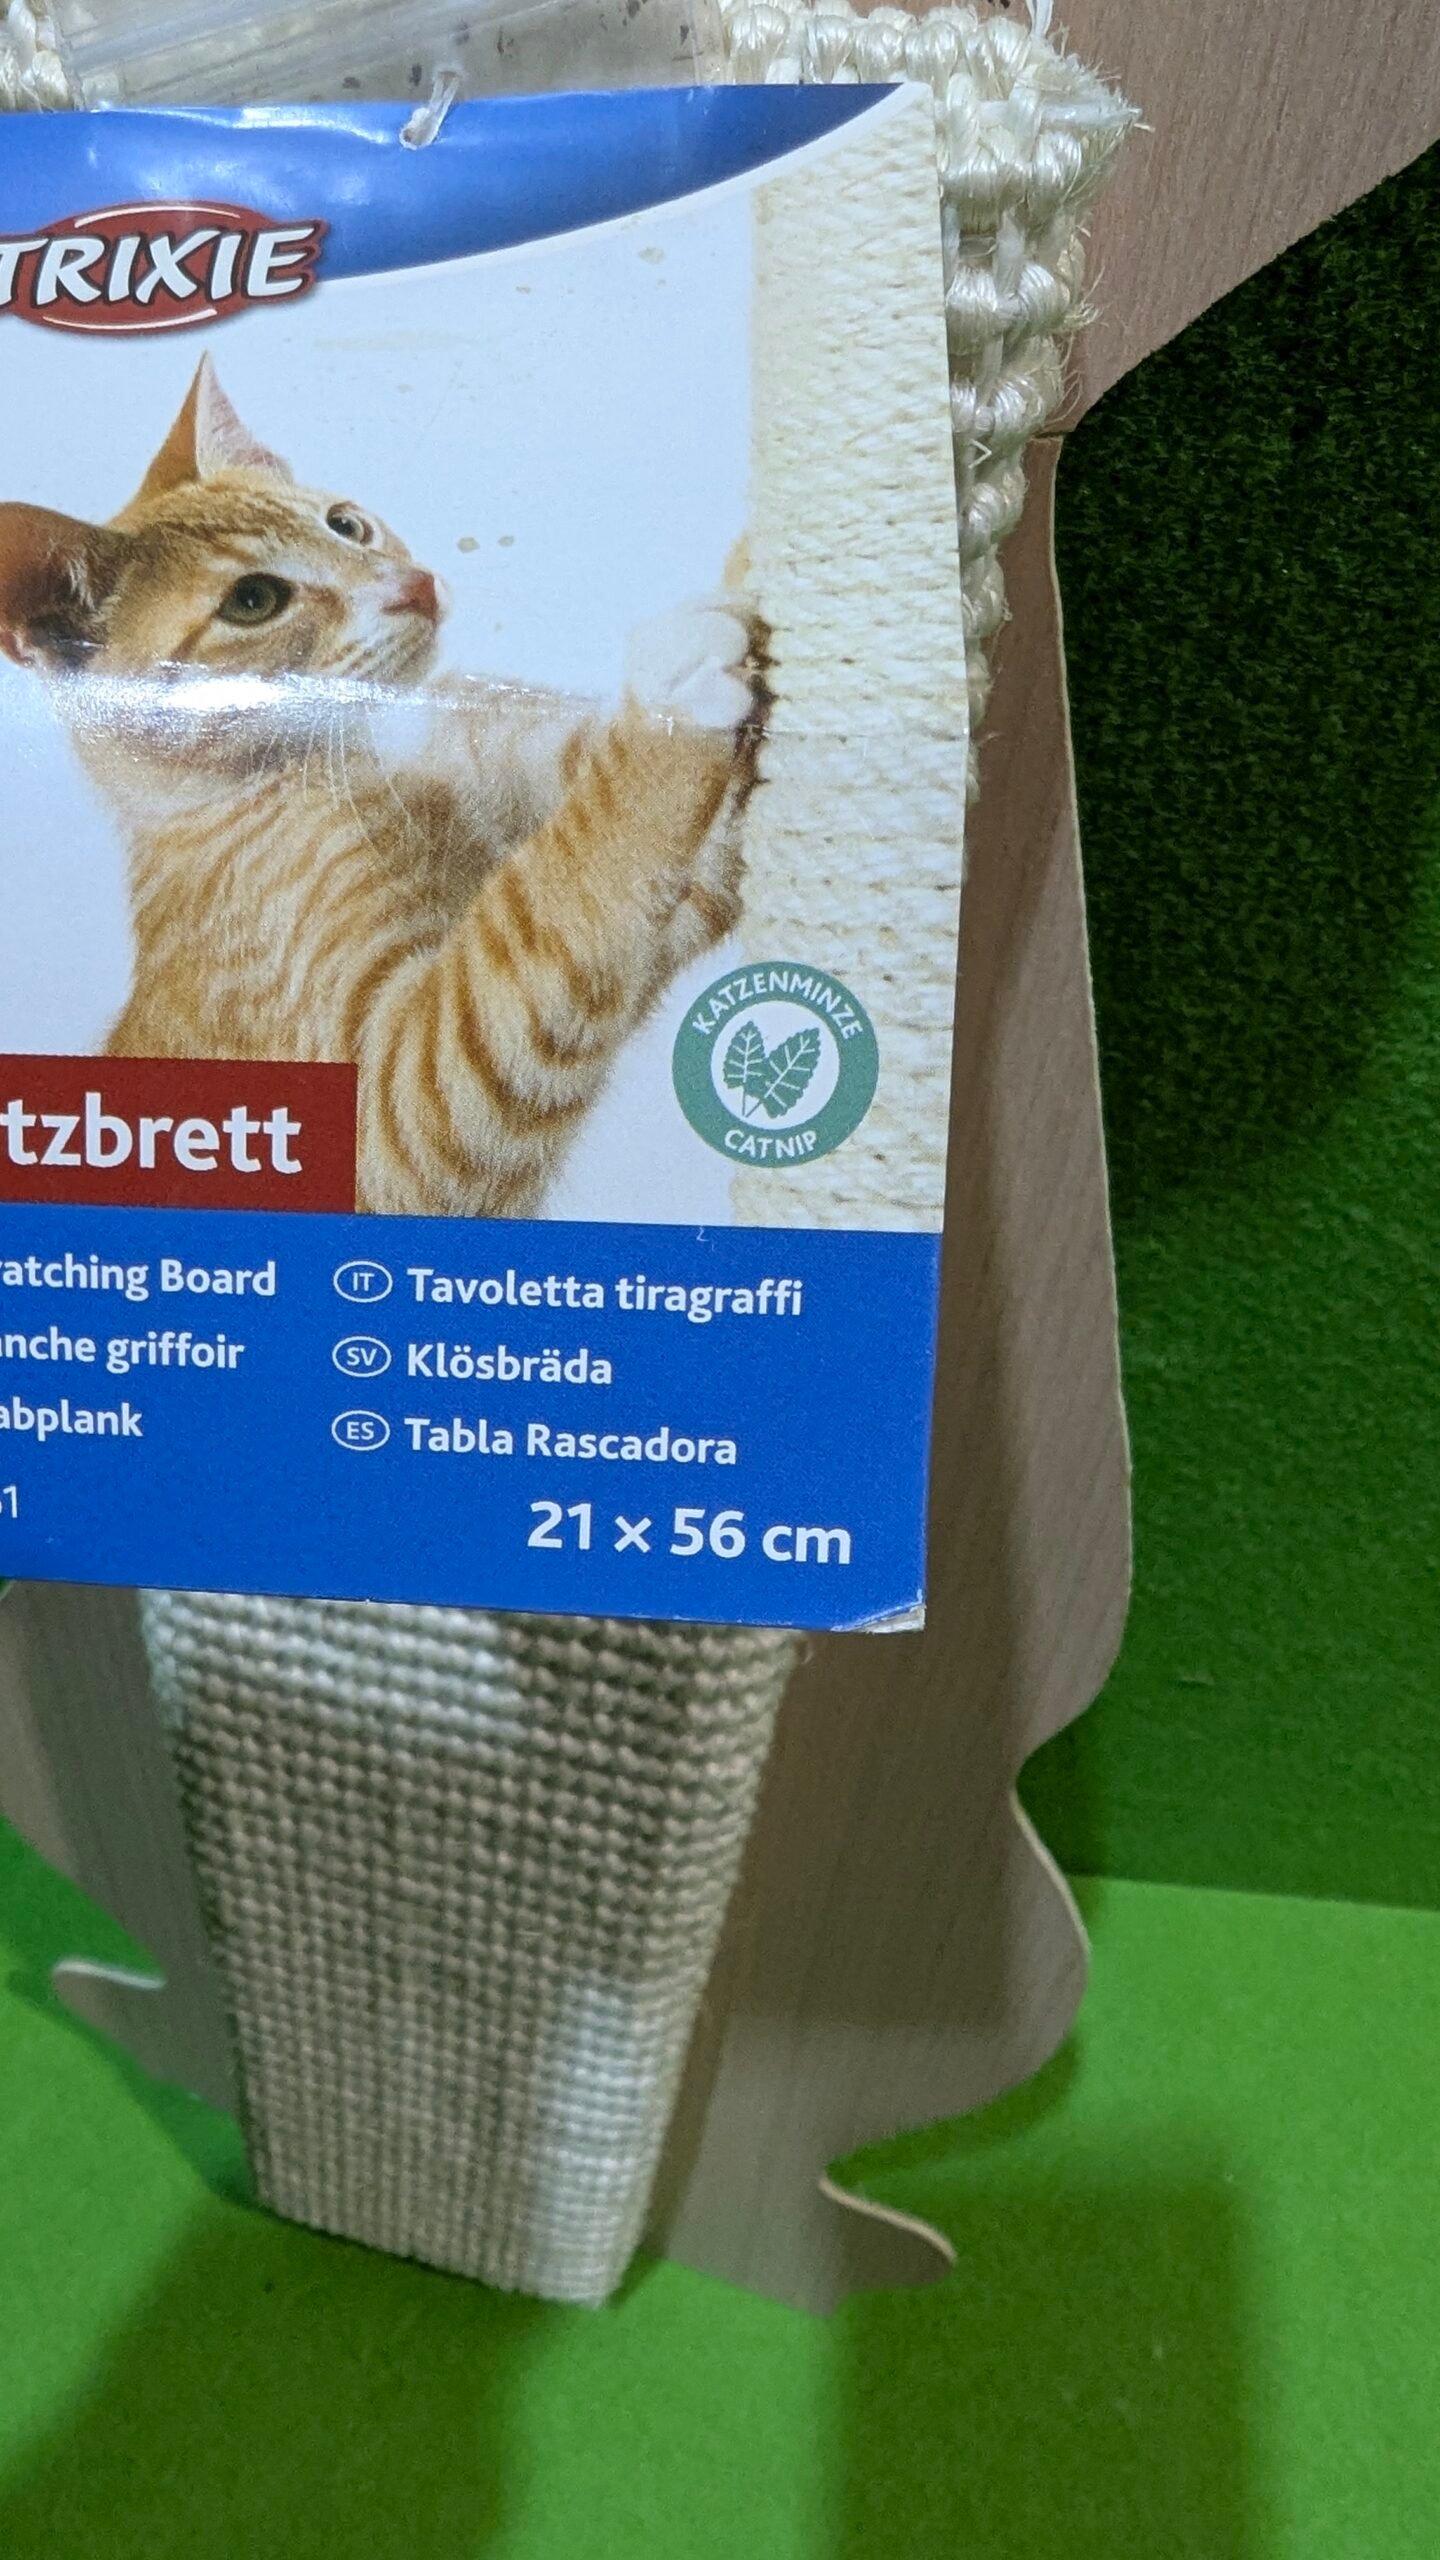 TRIXIE
KATZENMINZE
CATNIP
tzbrett
ratching Board
anche griffoir
abplank
IT Tavoletta tiragraffi
SV Klösbräda
ES Tabla Rascadora
21 x 56 cm